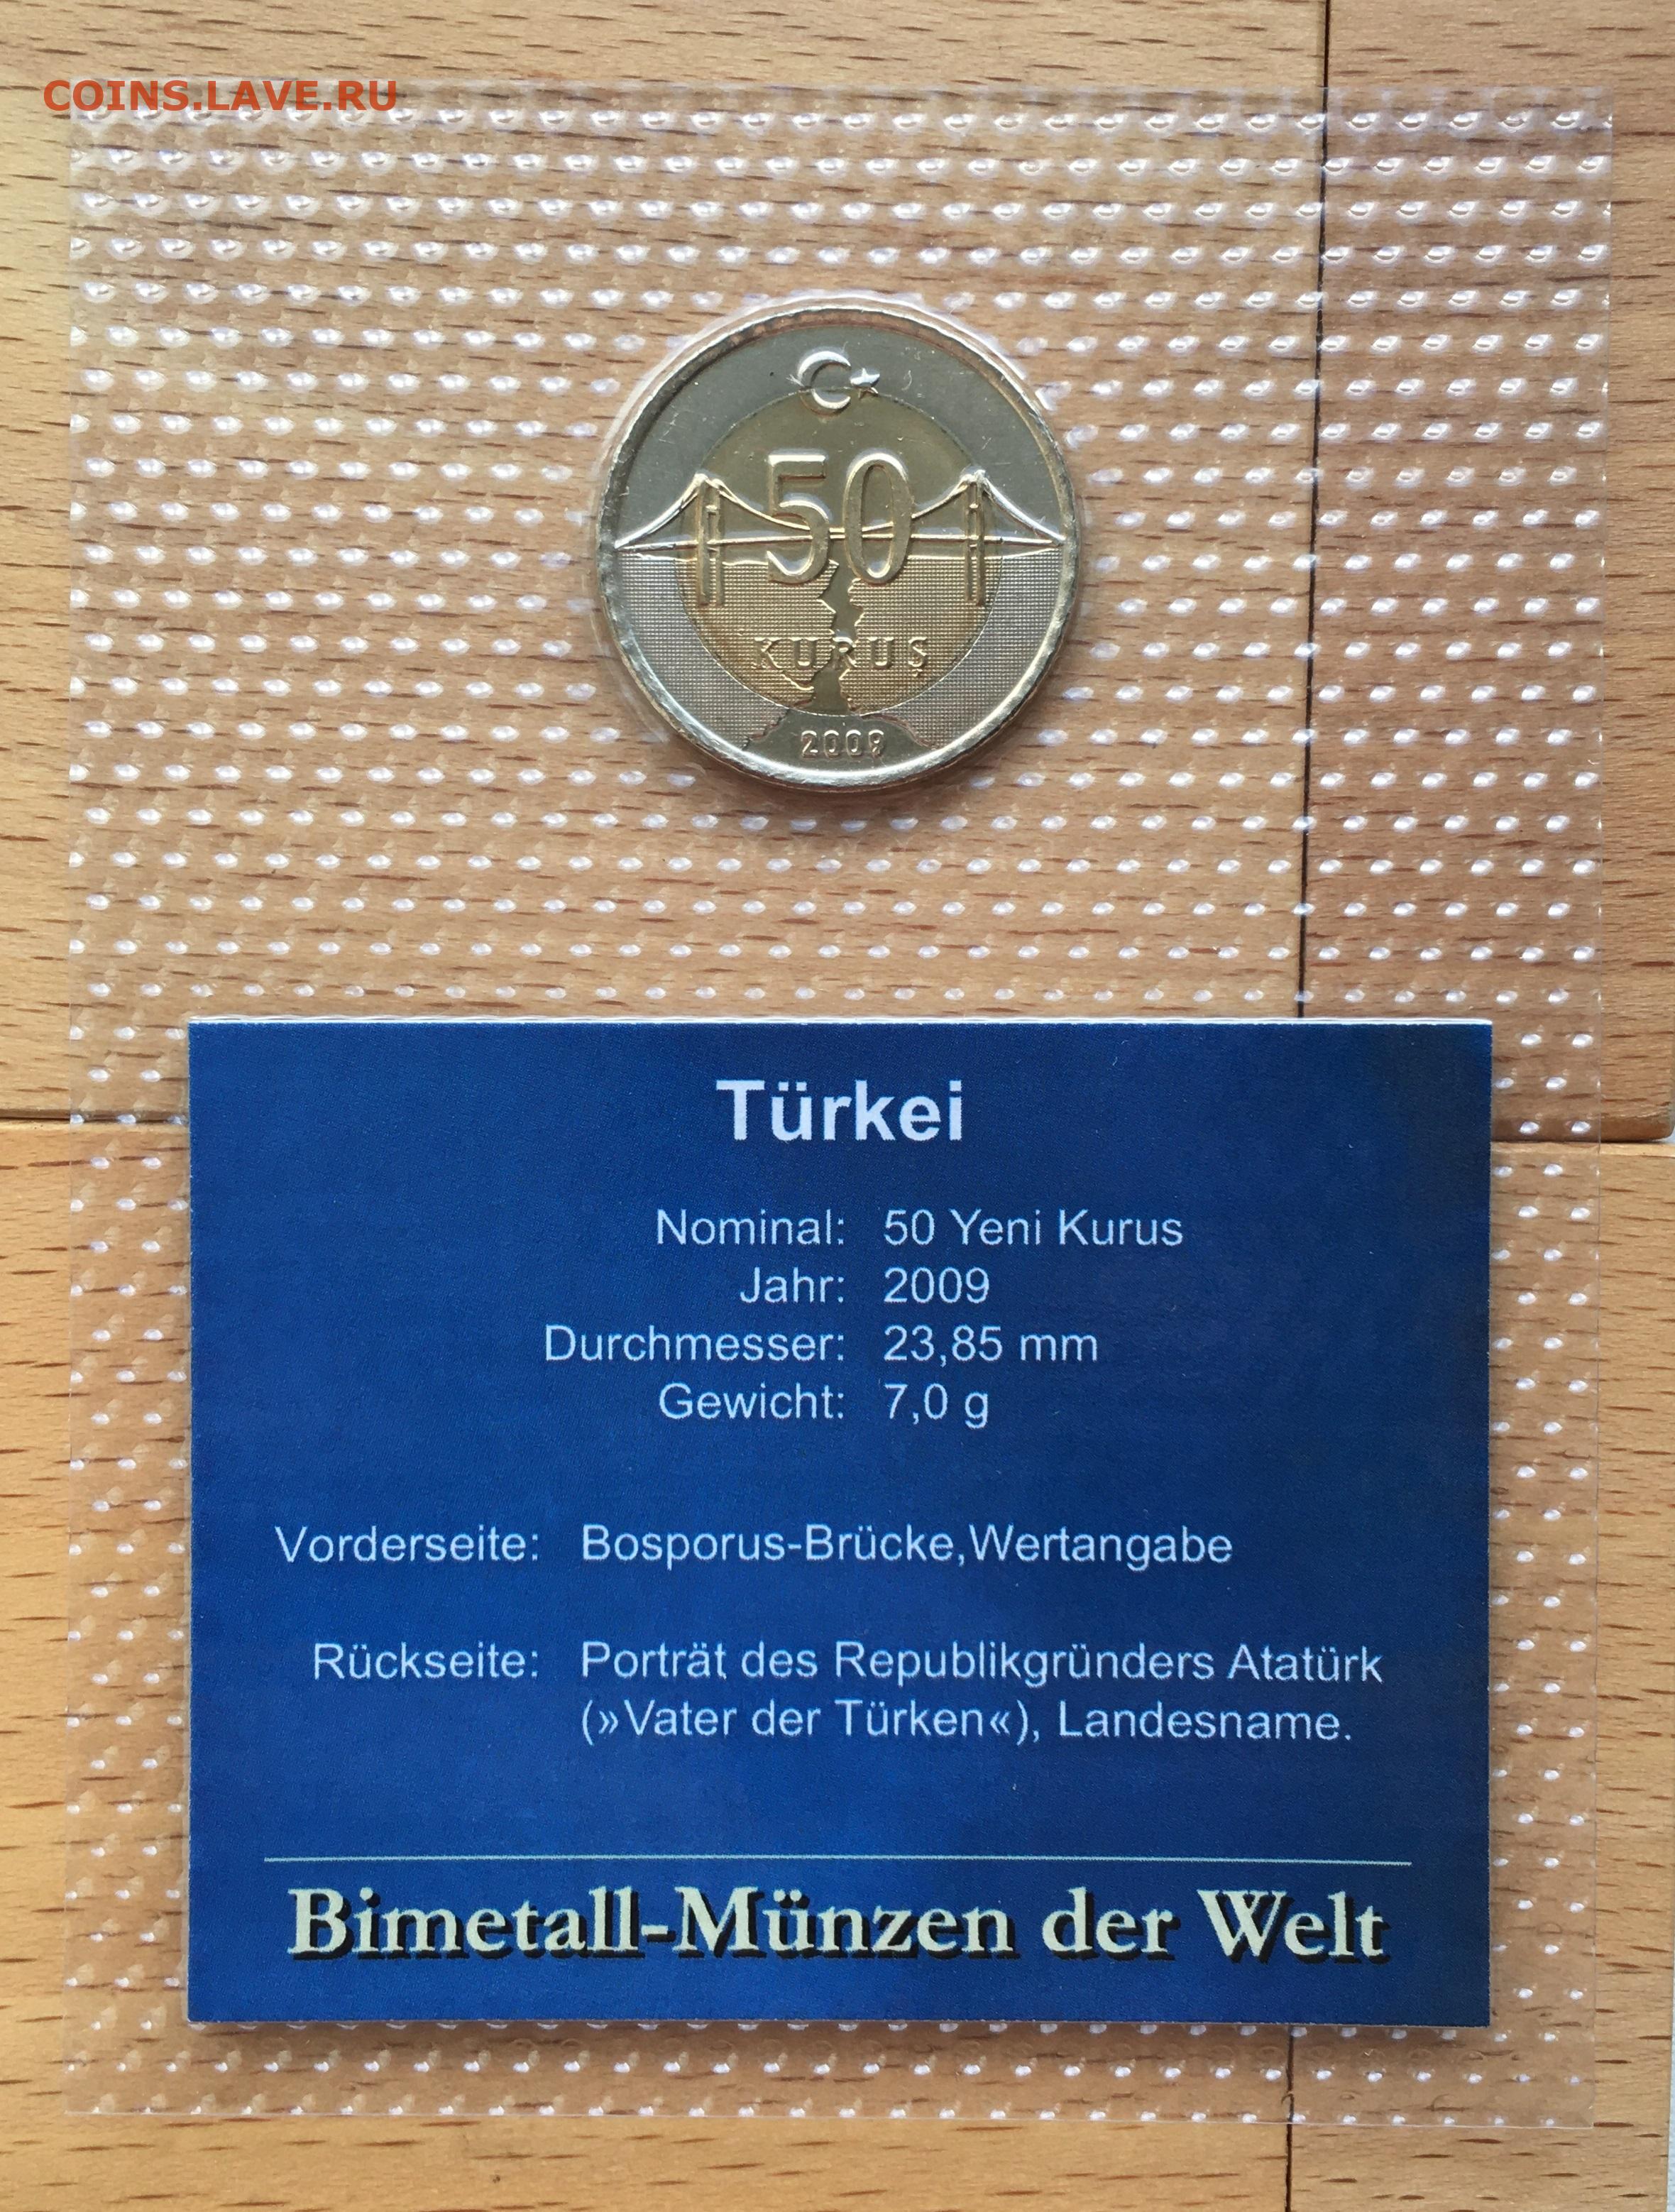 COINS.LAVE.RU
50
KURUŞ
2009
Türkei
Nominal: 50 Yeni Kurus
Jahr: 2009
Durchmesser: 23,85 mm
Gewicht: 7,0 g
Vorderseite: Bosporus-Brücke,Wertangabe
Rückseite: Porträt des Republikgründers Atatürk
(»Vater der Türken«), Landesname.
Bimetall-Münzen der Welt